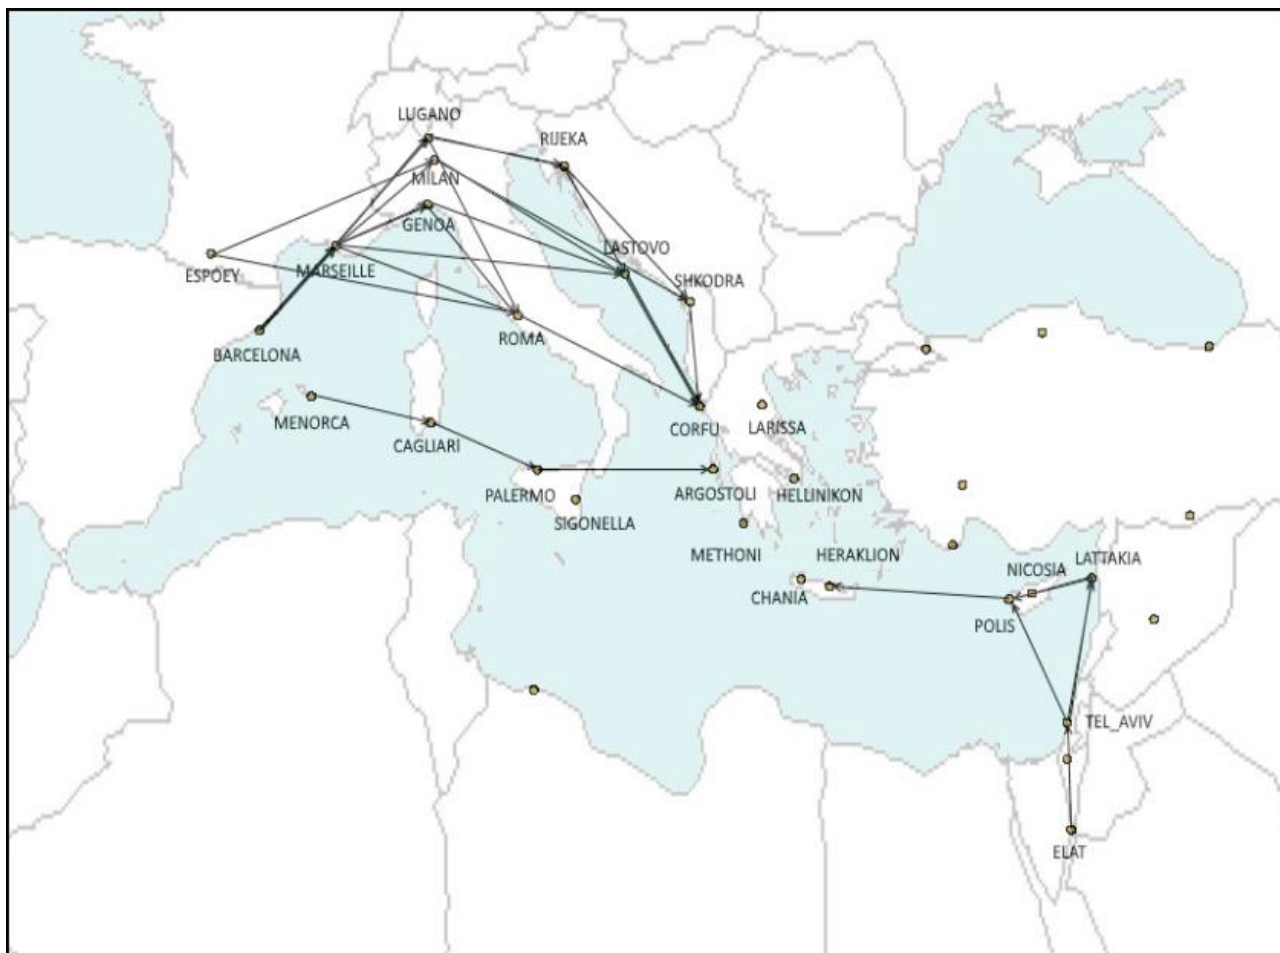 LUGANO
RIJEKA
MILAN
GENOA
LASTOVO
ESPOEY
MARSEILLE
SHKODRA
ROMA
BARCELONA
MENORCA
CORFU
LARISSA
CAGLIARI
PALERMO
ARGOSTOLI
HELLINIKON
SIGONELLA
METHONI
HERAKLION
LATTAKIA
NICOSIA
CHANIA
POLIS
TEL_AVIV
ELAT